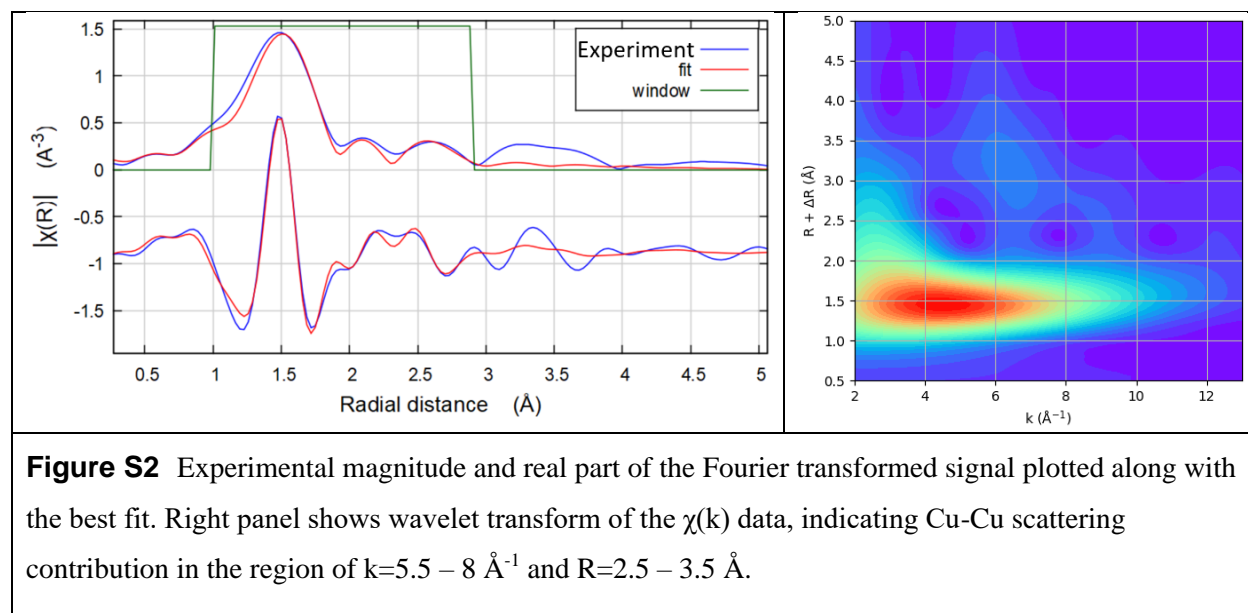 1.5
1
0.5
0
-0.5
-1
-1.5
|χ(R)| (A⁻³)
Experiment
fit
window
0.5 1 1.5 2 2.5 3 3.5 4 4.5 5
Radial distance (Å)
5.0
4.5
4.0
3.5
3.0
2.5
2.0
1.5
1.0
0.5
R + ΔR (Å)
2 4 6 8 10 12
k (Å⁻¹)
Figure S2 Experimental magnitude and real part of the Fourier transformed signal plotted along with
the best fit. Right panel shows wavelet transform of the χ(k) data, indicating Cu-Cu scattering
contribution in the region of k=5.5 – 8 Å⁻¹ and R=2.5 – 3.5 Å.